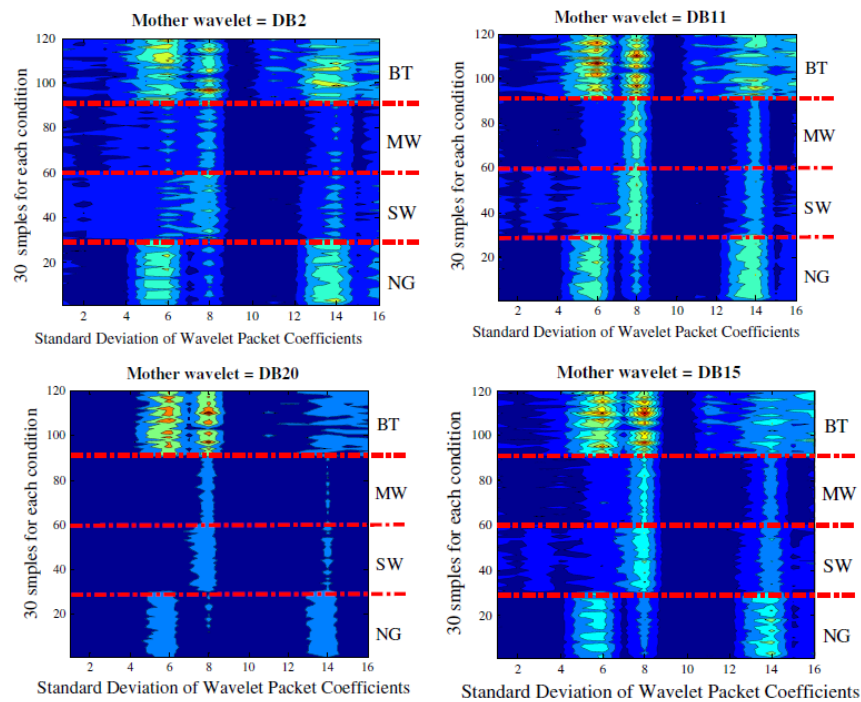 Mother wavelet = DB2
30 smples for each condition
120
100
80
60
40
20
BT
MW
SW
NG
2 4 6 8 10 12 14 16
Standard Deviation of Wavelet Packet Coefficients
Mother wavelet = DB11
30 smples for each condition
120
100
80
60
40
20
BT
MW
SW
NG
2 4 6 8 10 12 14 16
Standard Deviation of Wavelet Packet Coefficients
Mother wavelet = DB20
30 smples for each condition
120
100
80
60
40
20
BT
MW
SW
NG
2 4 6 8 10 12 14 16
Standard Deviation of Wavelet Packet Coefficients
Mother wavelet = DB15
30 smples for each condition
120
100
80
60
40
20
BT
MW
SW
NG
2 4 6 8 10 12 14 16
Standard Deviation of Wavelet Packet Coefficients